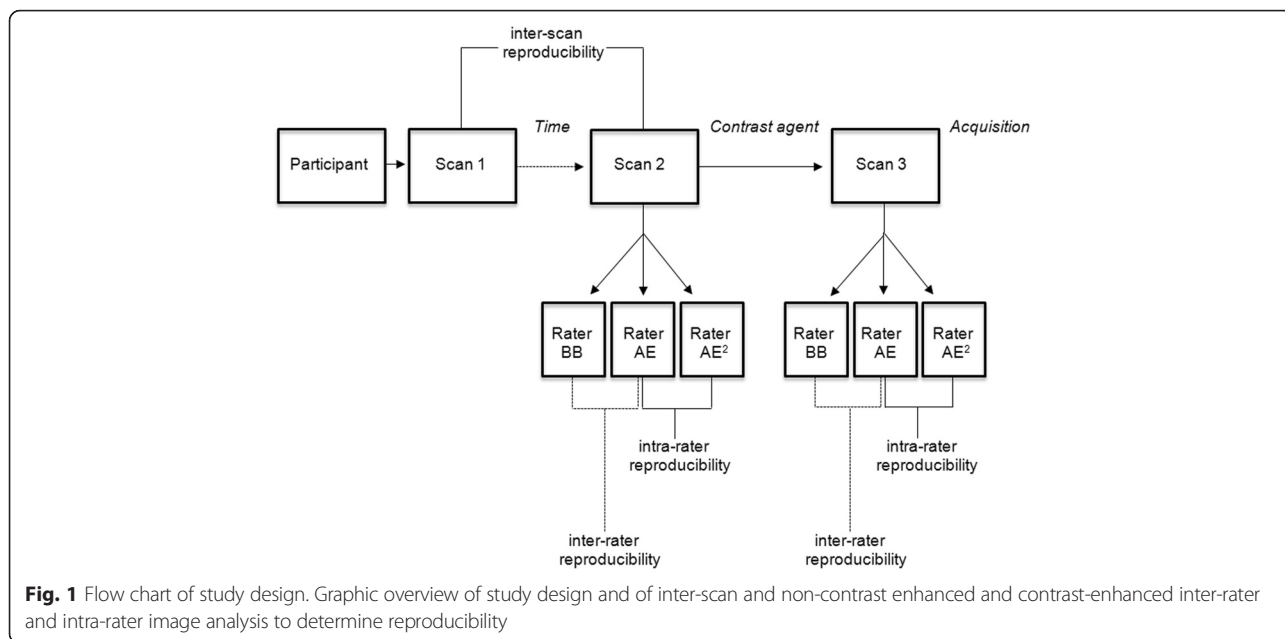 inter-scan
reproducibility
Time
Contrast agent
Acquisition
Participant
Scan 1
Scan 2
Scan 3
Rater
BB
Rater
AE
Rater
AE²
Rater
BB
Rater
AE
Rater
AE²
intra-rater
reproducibility
intra-rater
reproducibility
inter-rater
reproducibility
inter-rater
reproducibility
Fig. 1 Flow chart of study design. Graphic overview of study design and of inter-scan and non-contrast enhanced and contrast-enhanced inter-rater
and intra-rater image analysis to determine reproducibility